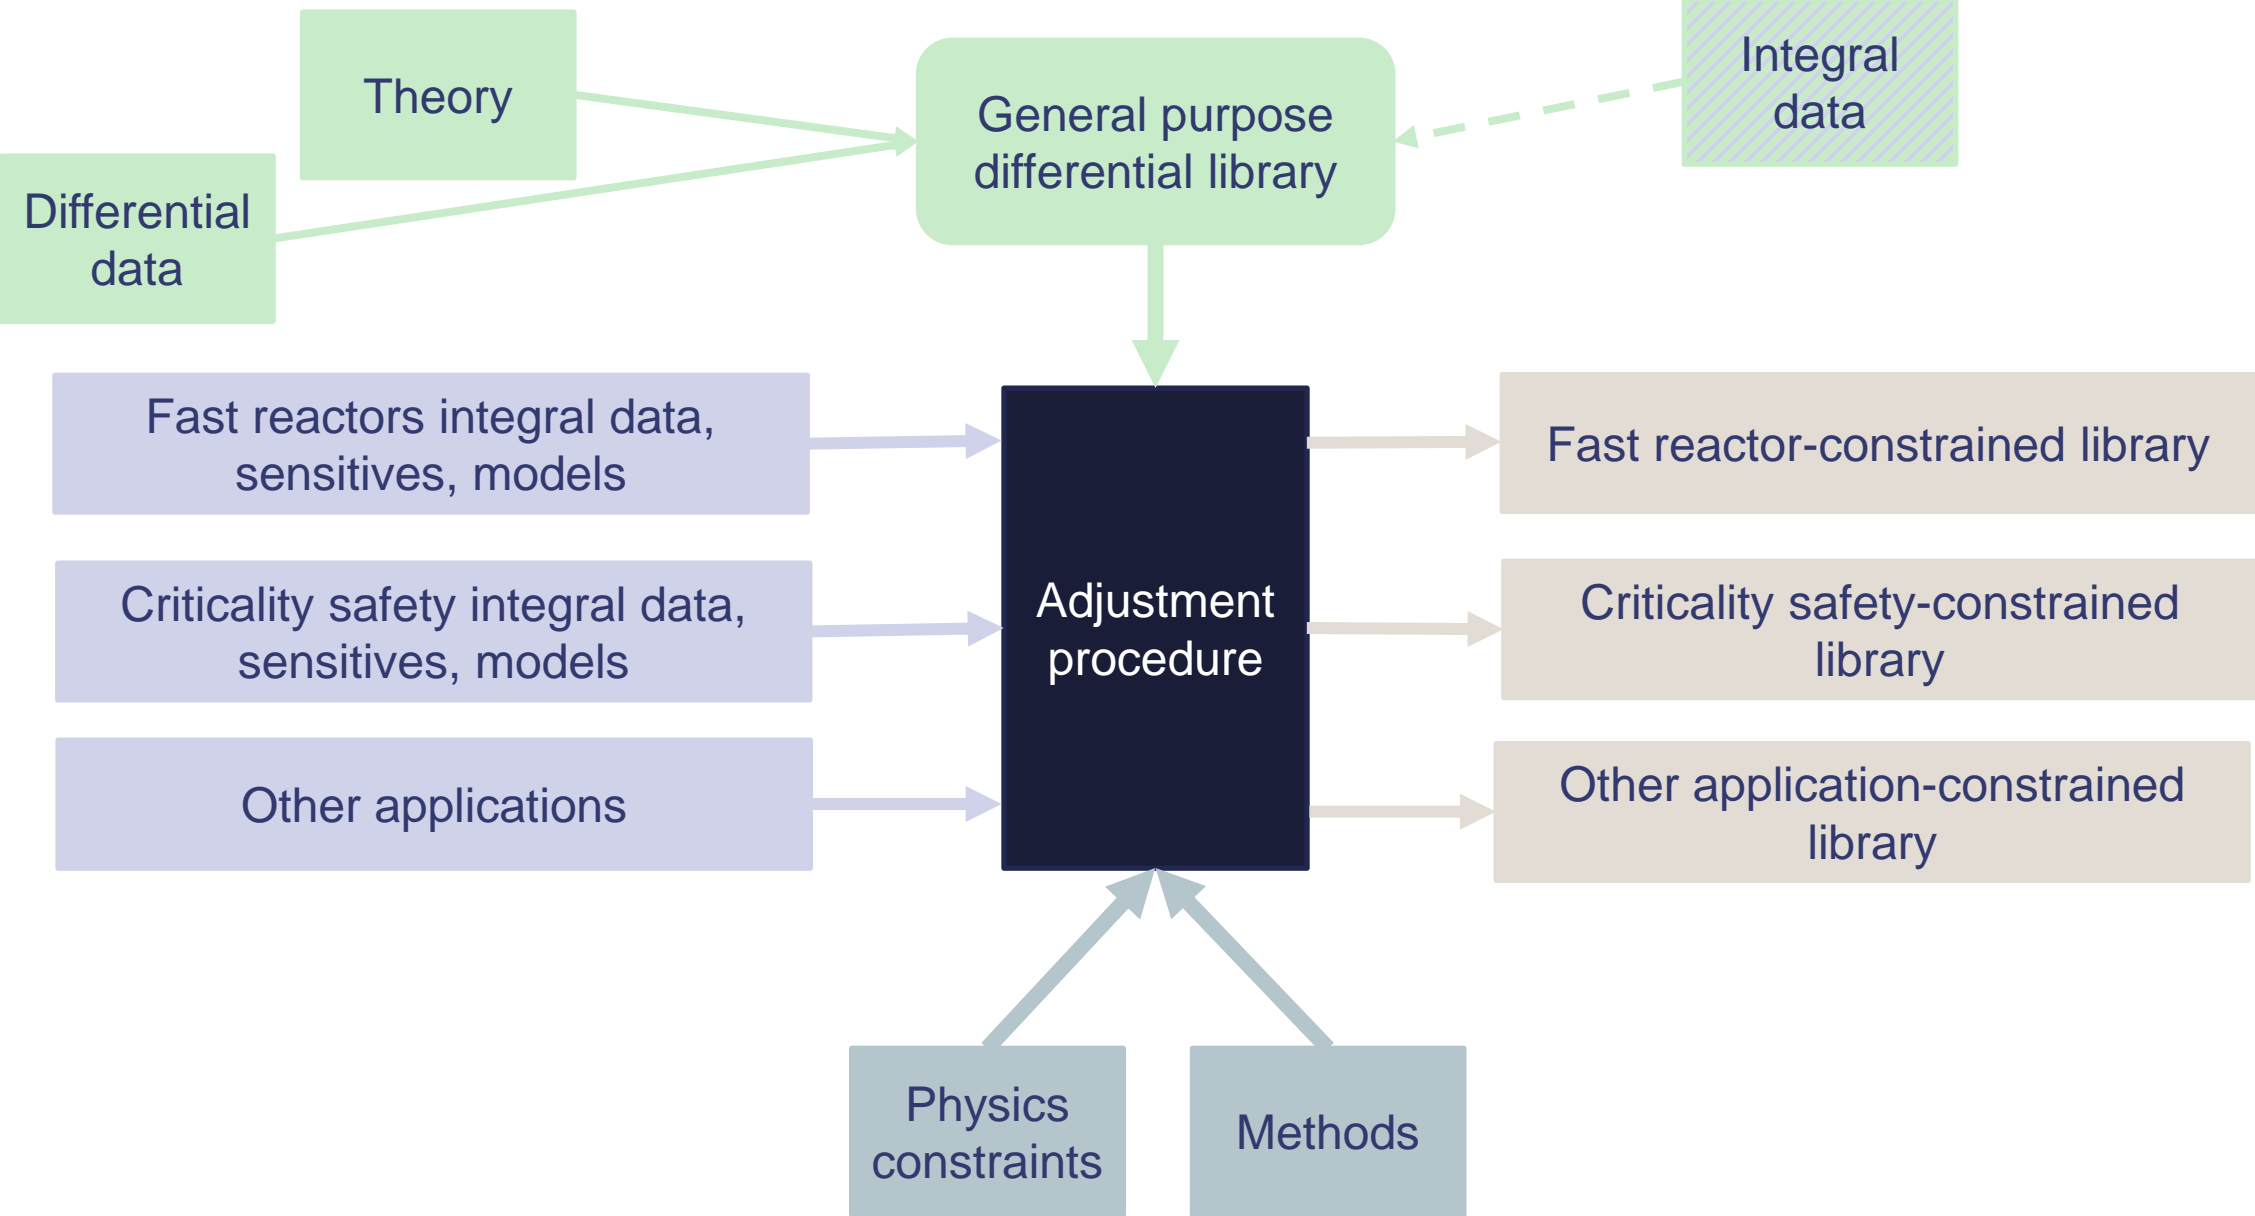 Theory
Differential
data
General purpose
differential library
Integral
data
Fast reactors integral data,
sensitives, models
Criticality safety integral data,
sensitives, models
Other applications
Adjustment
procedure
Fast reactor-constrained library
Criticality safety-constrained
library
Other application-constrained
library
Physics
constraints
Methods